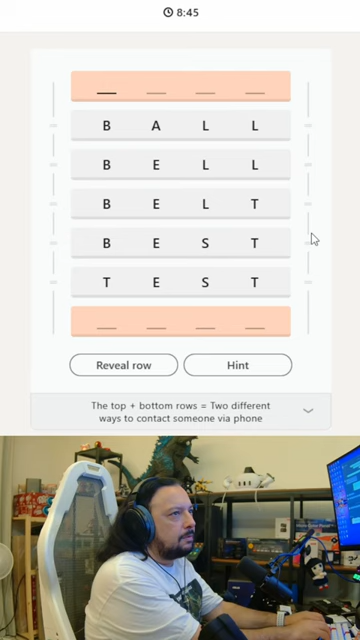 8:45
B A L L
B E L L
B E L T
B E S T
T E S T
Reveal row Hint
The top + bottom rows = Two different
ways to contact someone via phone